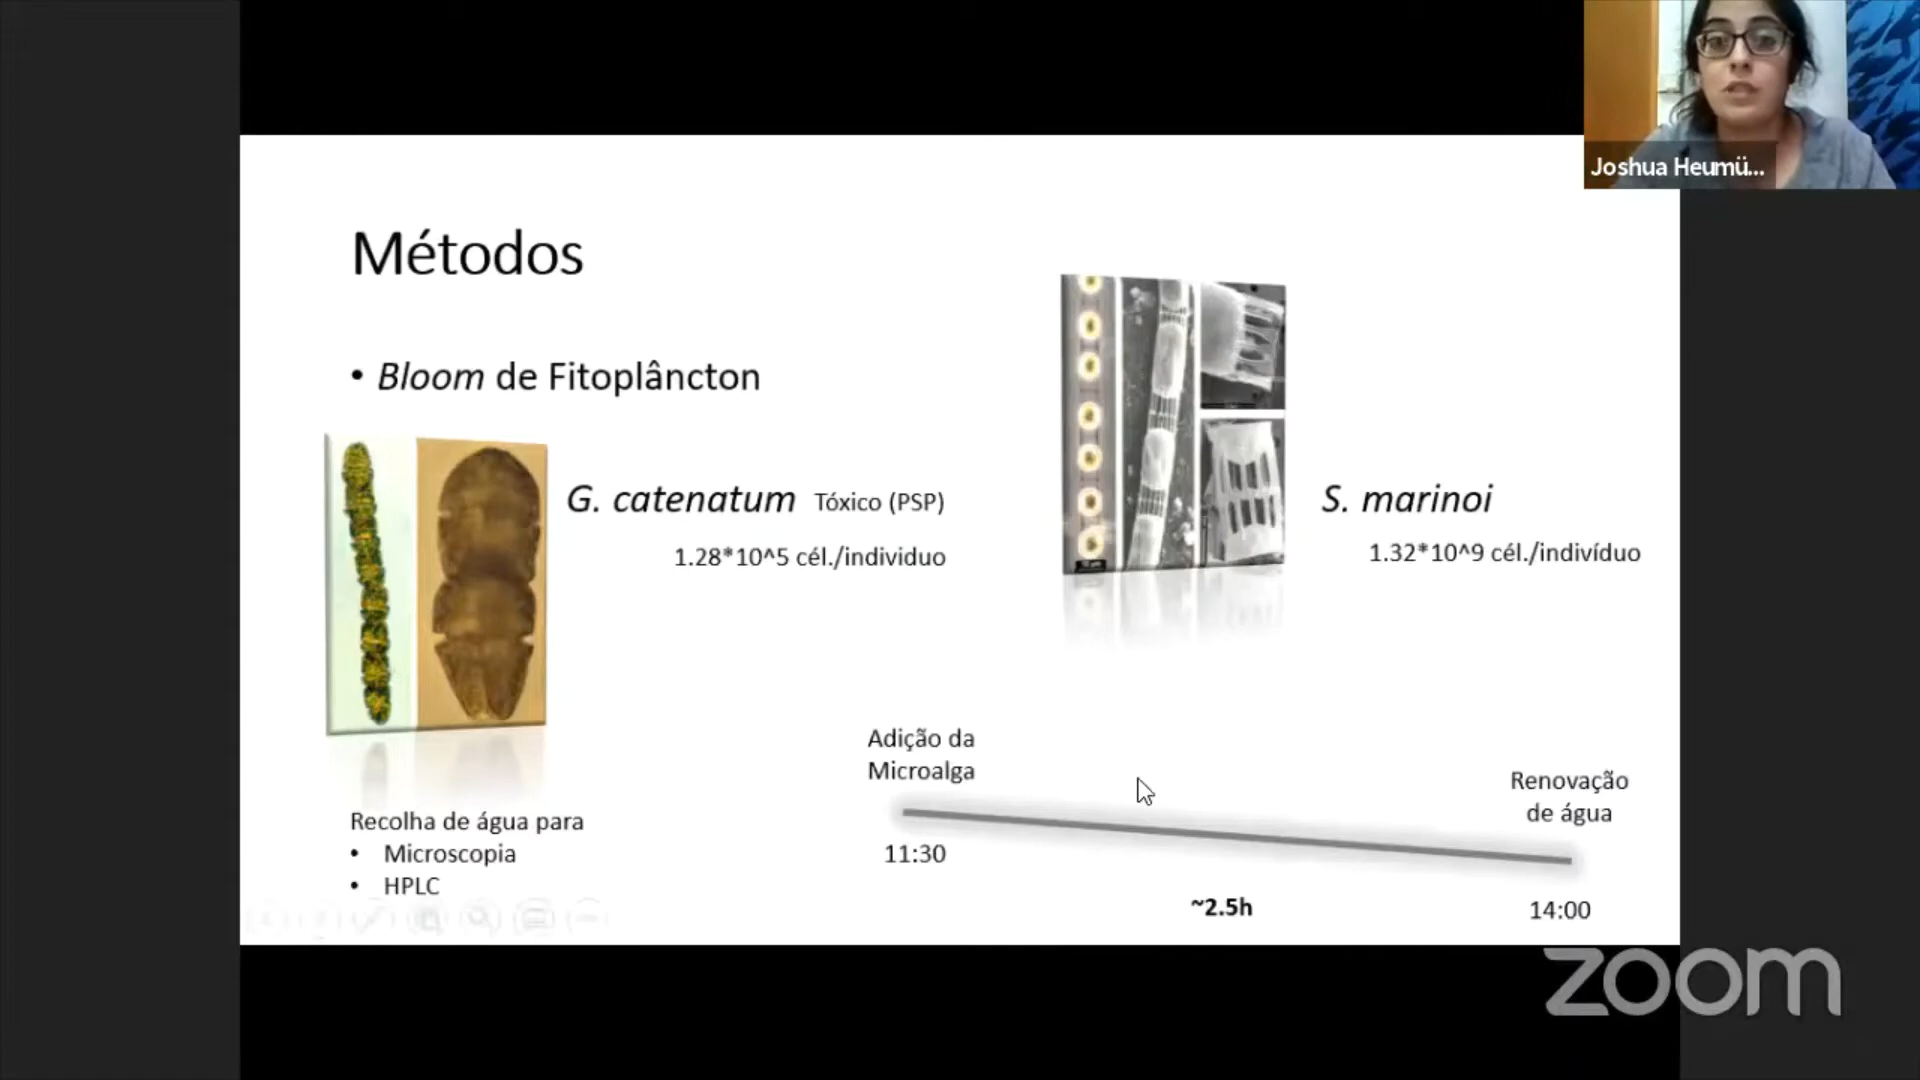 Joshua Heumü...
Métodos
• Bloom de Fitoplâncton
G. catenatum Tóxico (PSP)
1.28*10^5 cél./individuo
S. marinoi
1.32*10^9 cél./indivíduo
Adição da
Microalga
Renovação
de água
Recolha de água para
• Microscopia
• HPLC
11:30
~2.5h
14:00
zoom